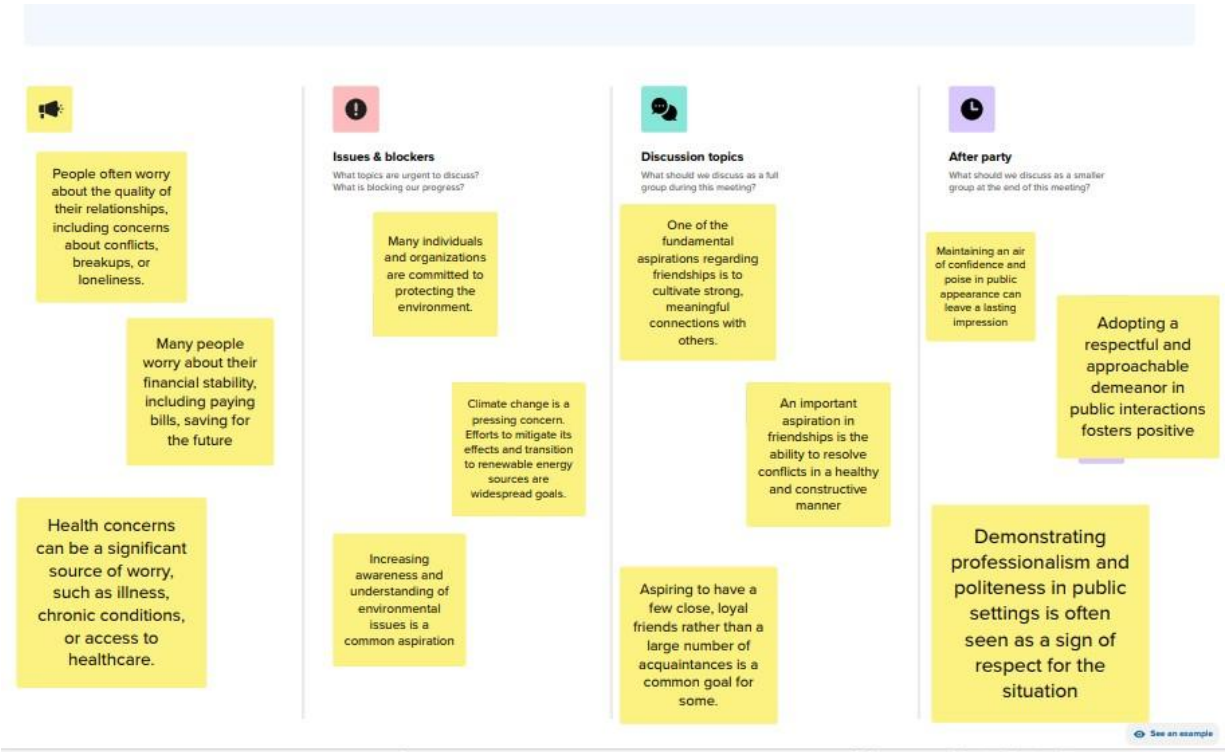 People often worry
about the quality of
their relationships,
including concerns
about conflicts,
breakups, or
loneliness.
Many people
worry about their
financial stability,
including paying
bills, saving for
the future
Health concerns
can be a significant
source of worry,
such as illness,
chronic conditions,
or access to
healthcare.
Issues & blockers
What topics are urgent to discuss?
What is blocking our progress?
Many individuals
and organizations
are committed to
protecting the
environment.
Climate change is a
pressing concern.
Efforts to mitigate its
effects and transition
to renewable energy
sources are
widespread goals.
Increasing
awareness and
understanding of
environmental
issues is a
common aspiration
Discussion topics
What should we discuss as a full
group during this meeting?
One of the
fundamental
aspirations regarding
friendships is to
cultivate strong,
meaningful
connections with
others.
An important
aspiration in
friendships is the
ability to resolve
conflicts in a healthy
and constructive
manner
Aspiring to have a
few close, loyal
friends rather than a
large number of
acquaintances is a
common goal for
some.
After party
What should we discuss as a smaller
group at the end of this meeting?
Maintaining an air
of confidence and
poise in public
appearance can
leave a lasting
impression
Adopting a
respectful and
approachable
demeanor in
public interactions
fosters positive
Demonstrating
professionalism and
politeness in public
settings is often
seen as a sign of
respect for the
situation
See an example